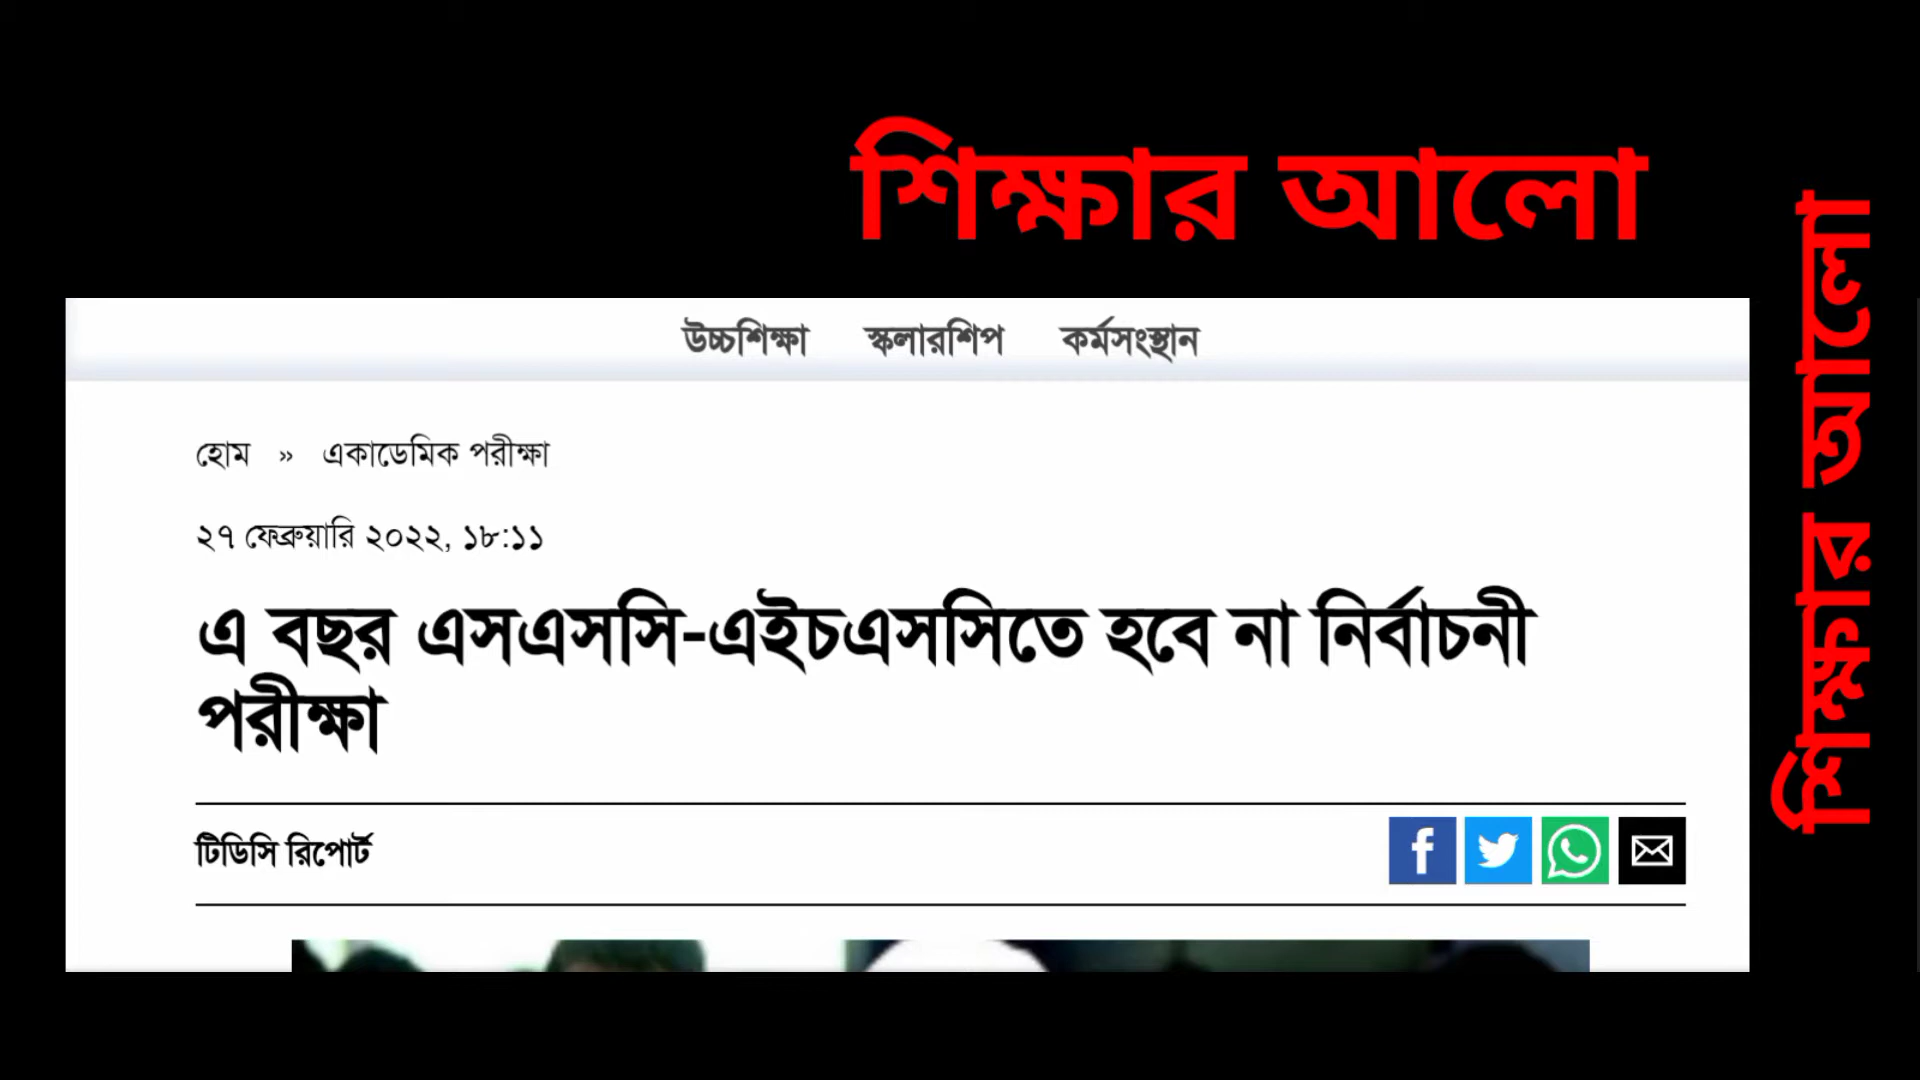 শিক্ষার আলো
উচ্চশিক্ষা স্কলারশিপ কর্মসংস্থান
হোম » একাডেমিক পরীক্ষা
২৭ ফেব্রুয়ারি ২০২২, ১৮:১১
এ বছর এসএসসি-এইচএসসিতে হবে না নির্বাচনী
পরীক্ষা
টিডিসি রিপোর্ট
শিক্ষার আলো